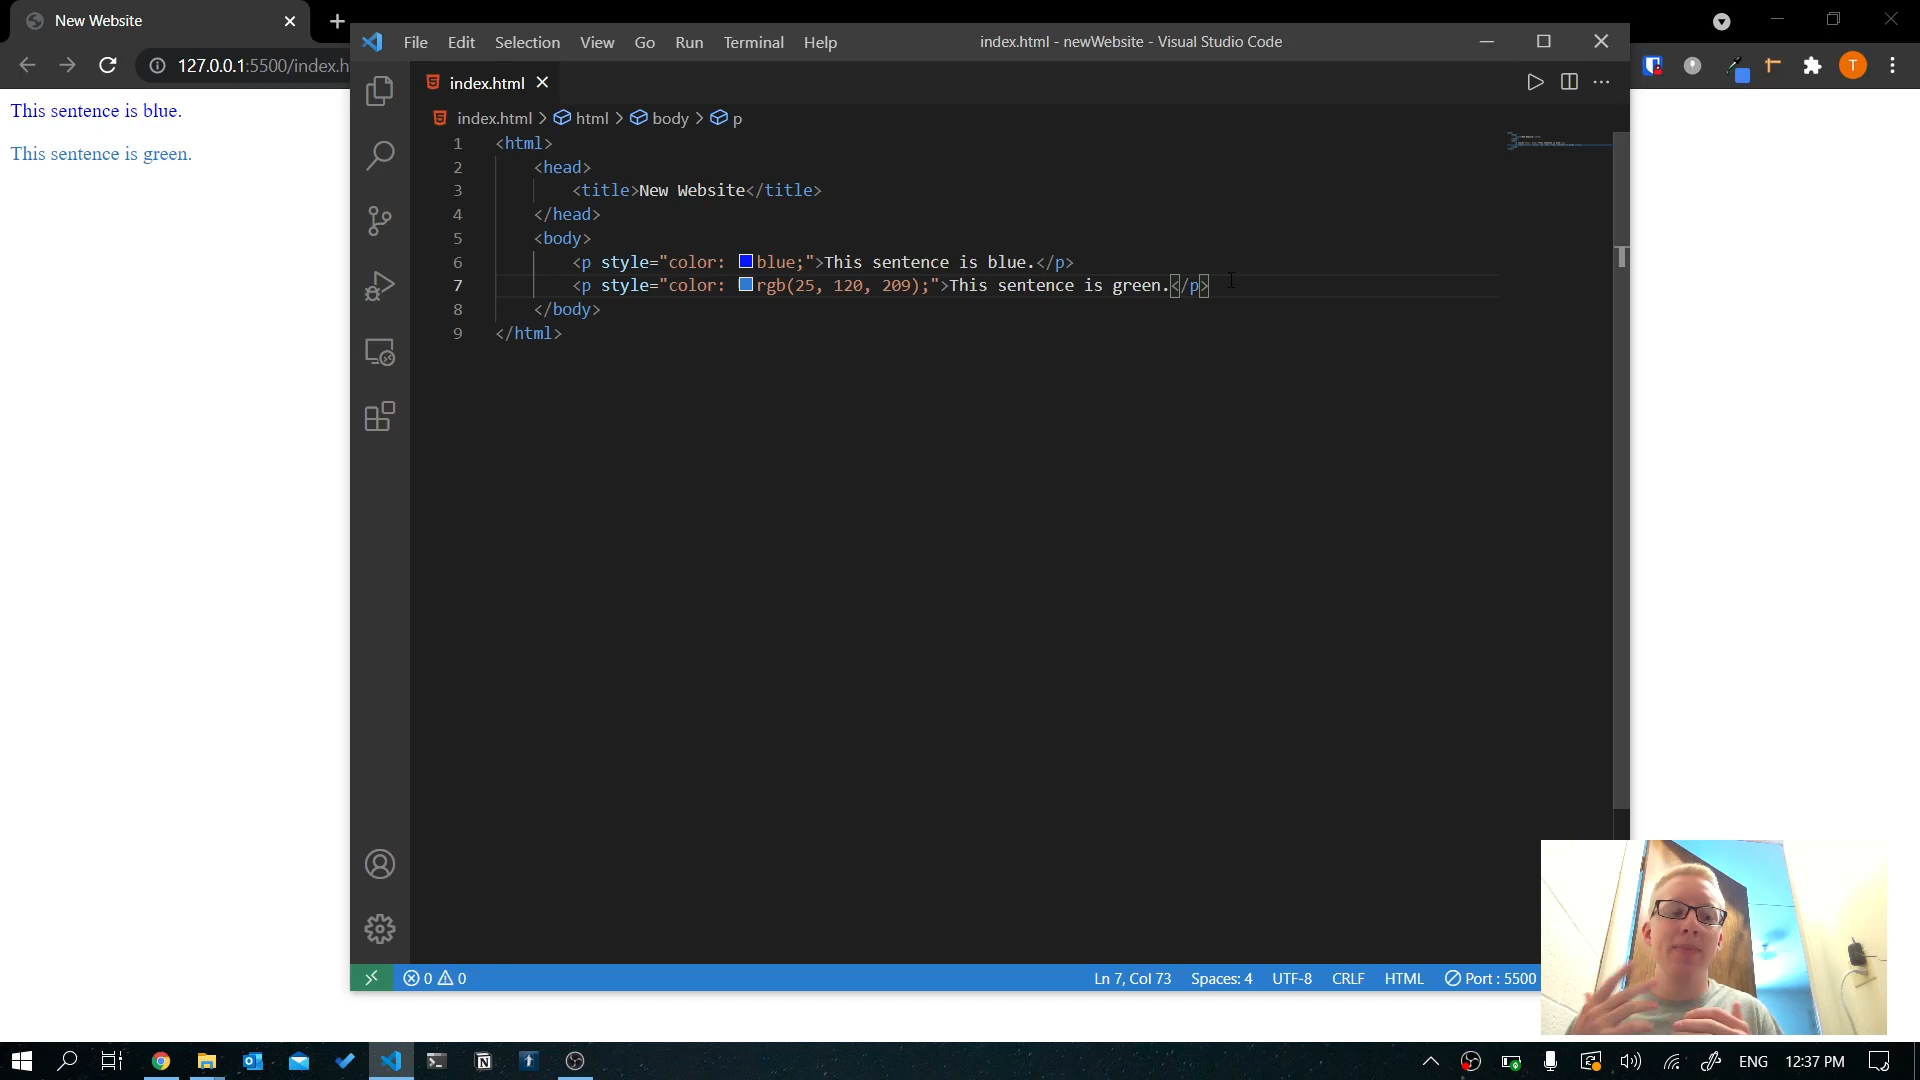 New Website
127.0.0.1:5500/index.h
This sentence is blue.
This sentence is green.
File Edit Selection View Go Run Terminal Help
index.html - newWebsite - Visual Studio Code
T
index.html
index.html > html > body > p
1 <html>
2 <head>
3 <title>New Website</title>
4 </head>
5 <body>
6 <p style="color: blue;">This sentence is blue.</p>
7 <p style="color: rgb(25, 120, 209);">This sentence is green.</p>
8 </body>
9 </html>
0 0
Ln 7, Col 73 Spaces: 4 UTF-8 CRLF HTML Port : 5500
ENG 12:37 PM